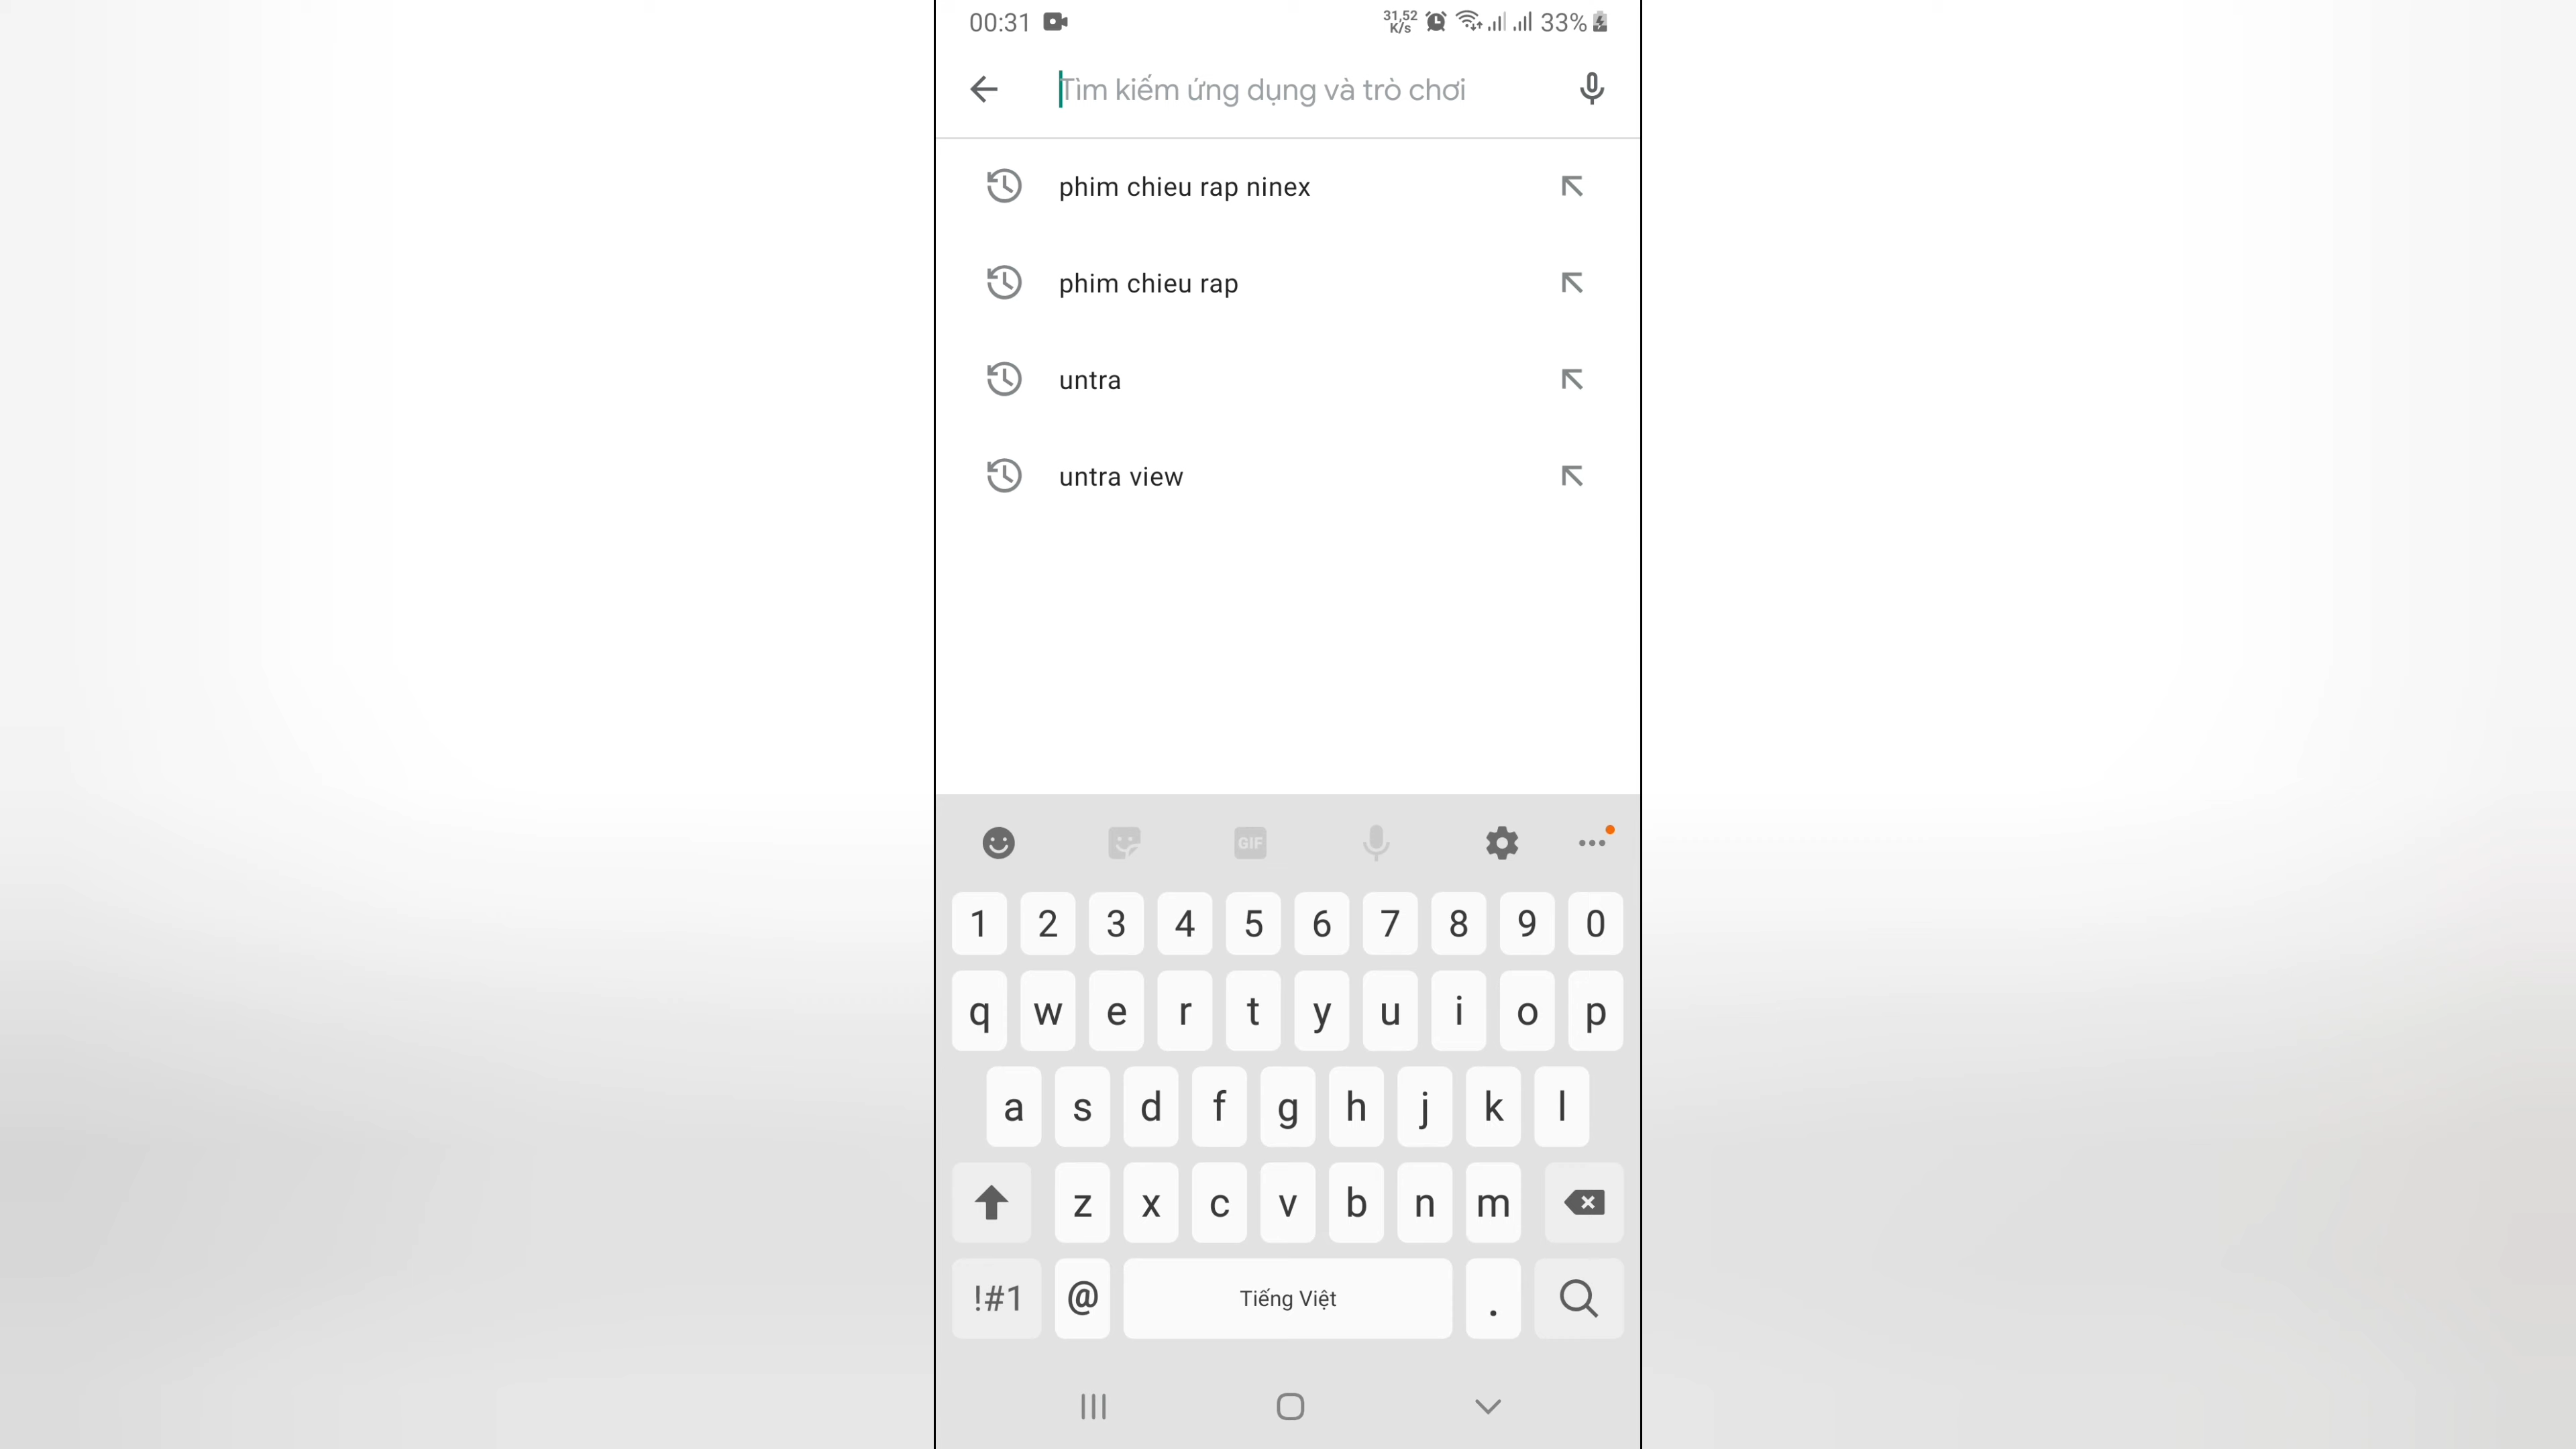 00:31
31,52
K/s
33%
Tìm kiếm ứng dụng và trò chơi
phim chieu rap ninex
phim chieu rap
untra
untra view
GIF
1 2 3 4 5 6 7 8 9 0
q w e r t y u i o p
a s d f g h j k l
z x c v b n m
!#1 @ Tiếng Việt .